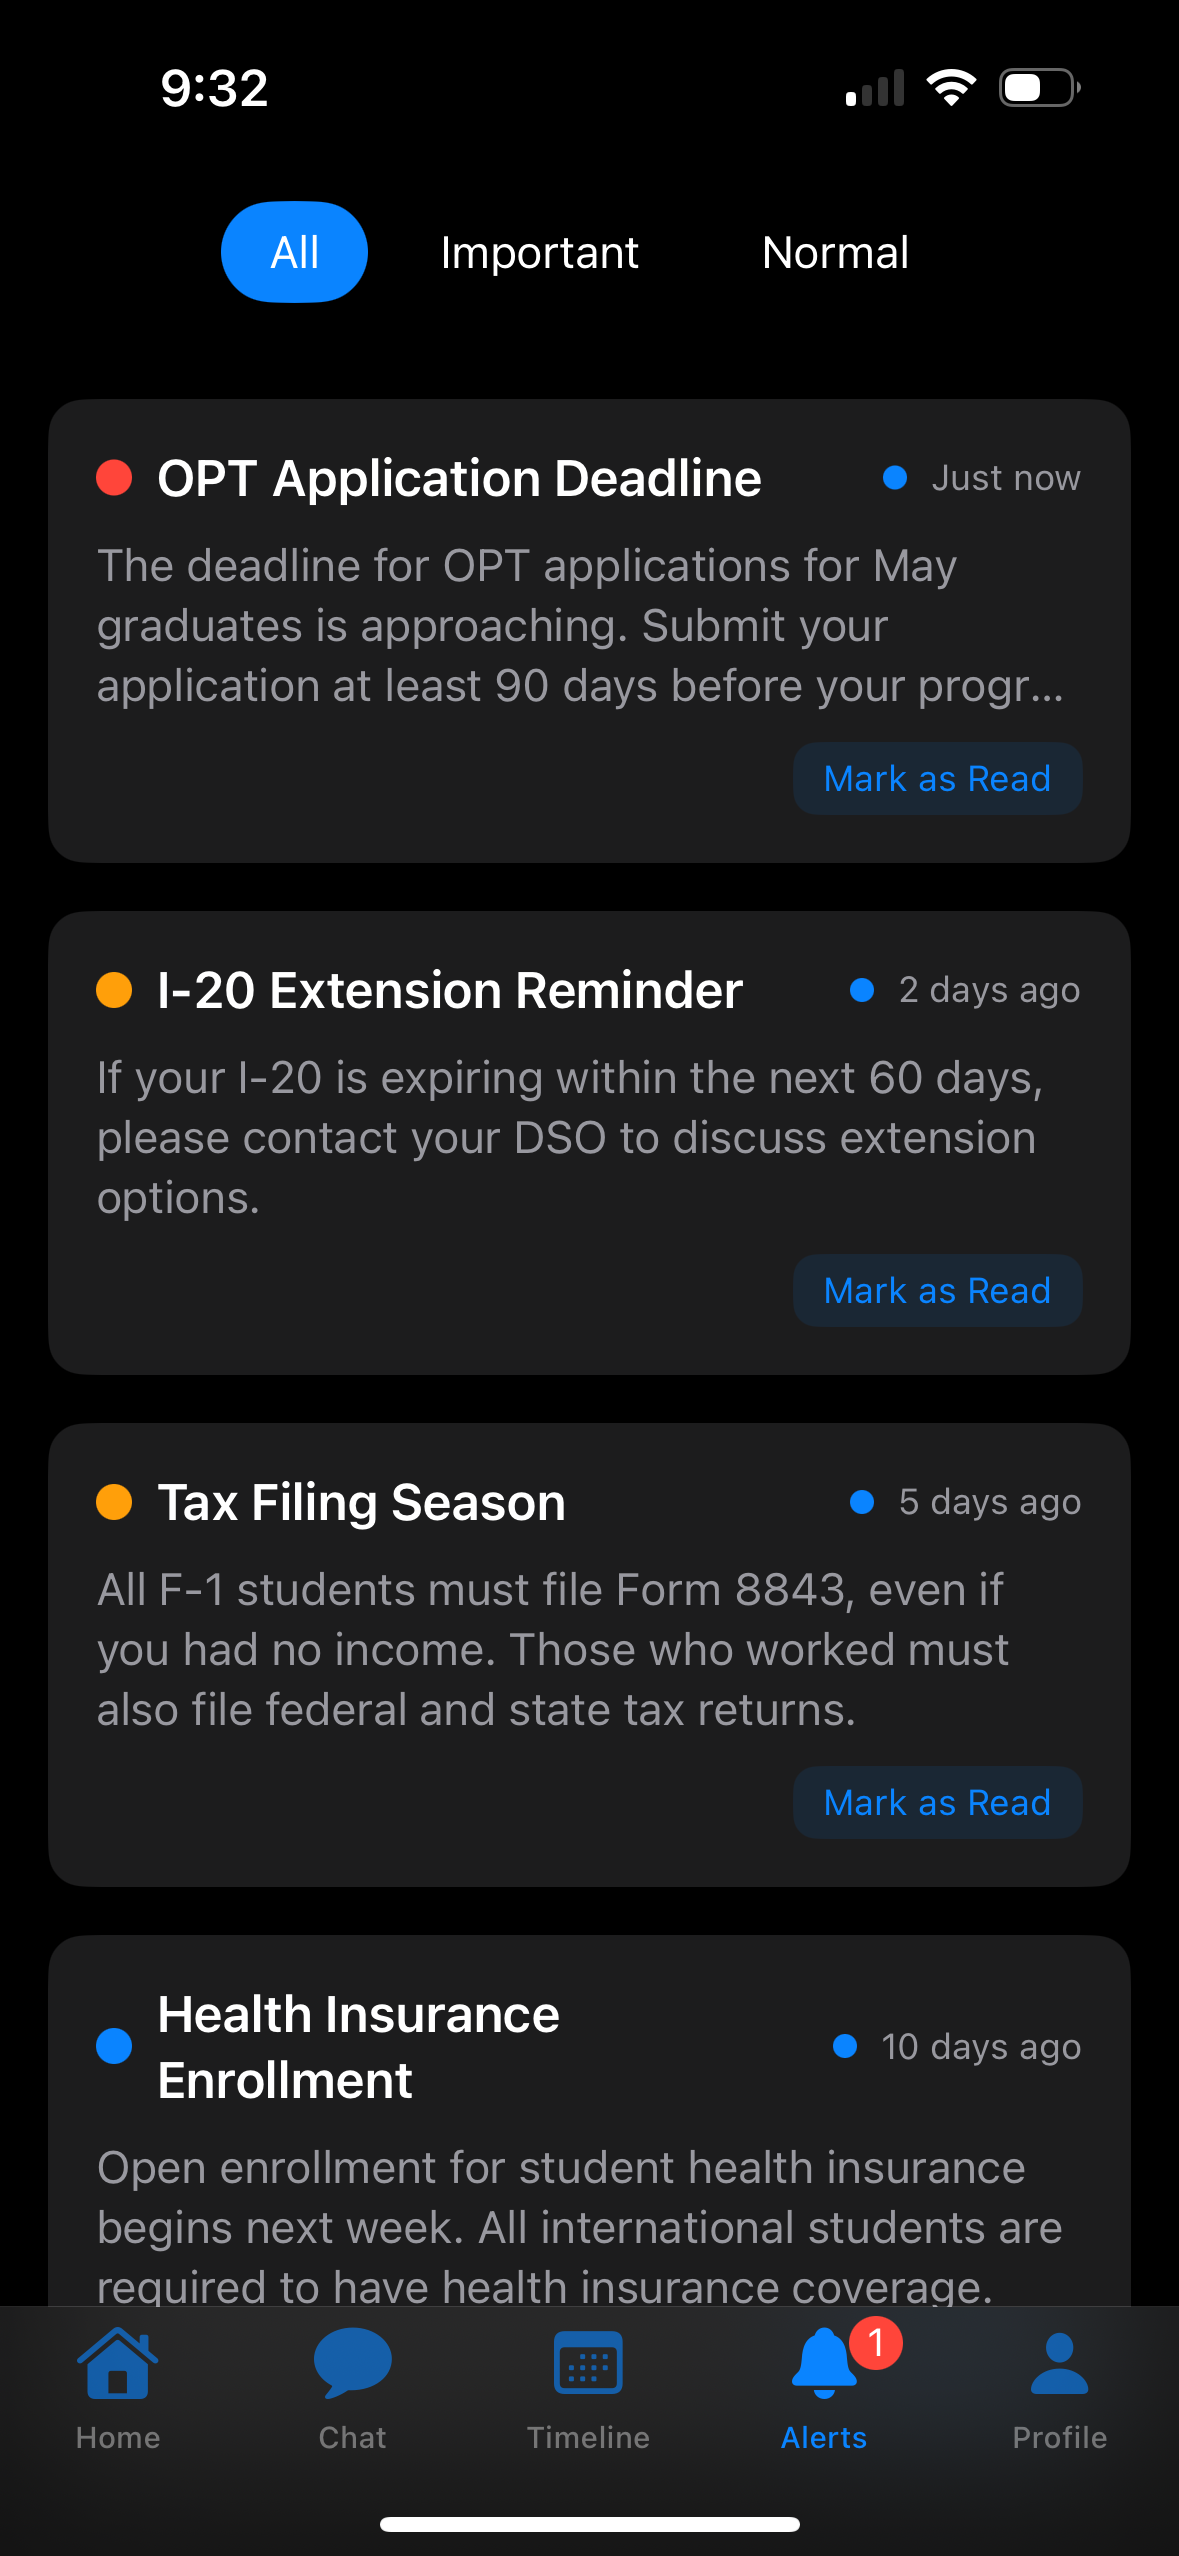 9:32
All
Important
Normal
OPT Application Deadline
Just now
The deadline for OPT applications for May
graduates is approaching. Submit your
application at least 90 days before your progr...
Mark as Read
I-20 Extension Reminder
2 days ago
If your I-20 is expiring within the next 60 days,
please contact your DSO to discuss extension
options.
Mark as Read
Tax Filing Season
5 days ago
All F-1 students must file Form 8843, even if
you had no income. Those who worked must
also file federal and state tax returns.
Mark as Read
Health Insurance
Enrollment
10 days ago
Open enrollment for student health insurance
begins next week. All international students are
required to have health insurance coverage.
1
Home
Chat
Timeline
Alerts
Profile